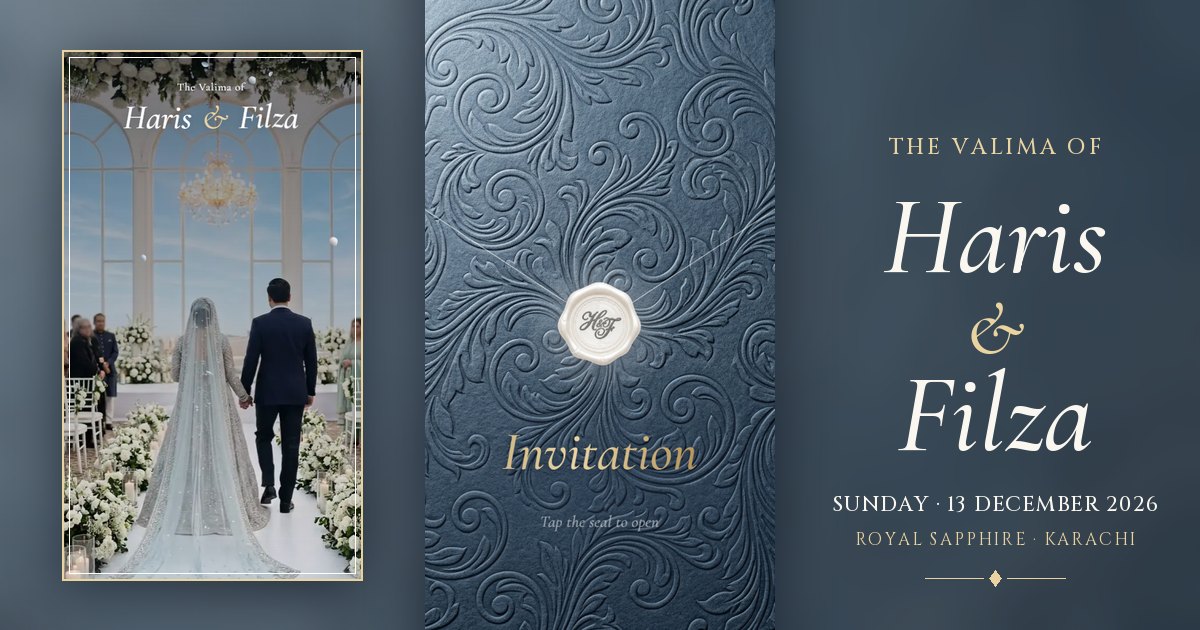 The Valima of
Haris & Filza
H&F
Invitation
Tap the seal to open
THE VALIMA OF
Haris
&
Filza
SUNDAY · 13 DECEMBER 2026
ROYAL SAPPHIRE · KARACHI